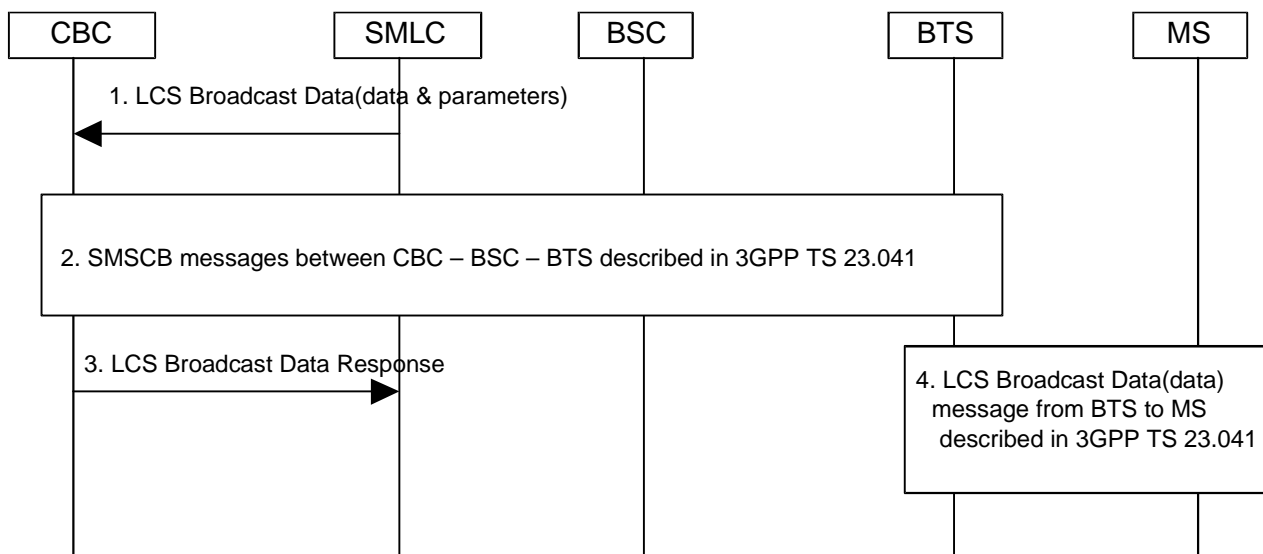 CBC
SMLC
BSC
BTS
MS
1. LCS Broadcast Data(data & parameters)
2. SMSCB messages between CBC – BSC – BTS described in 3GPP TS 23.041
3. LCS Broadcast Data Response
4. LCS Broadcast Data(data)
message from BTS to MS
described in 3GPP TS 23.041